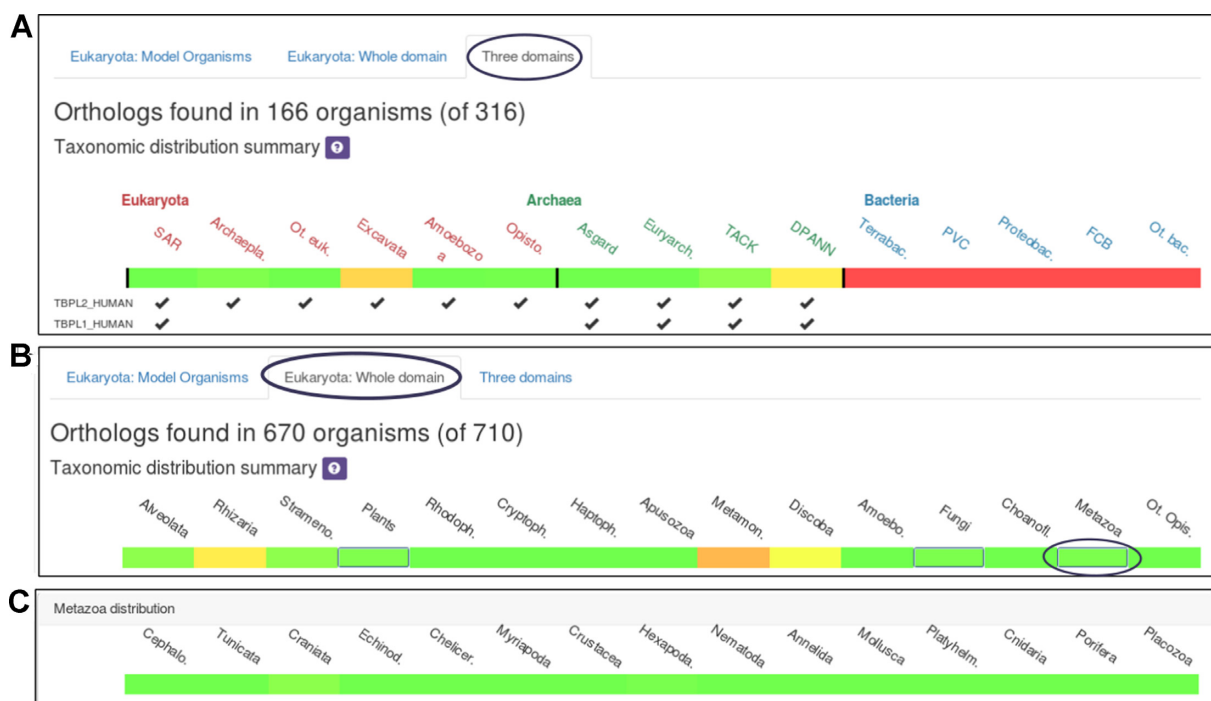 A
Eukaryota: Model Organisms Eukaryota: Whole domain Three domains
Orthologs found in 166 organisms (of 316)
Taxonomic distribution summary ?
Eukaryota Archaea Bacteria
SAR Archaepla. Ot. euk. Excavata Amoebozo a Opisto. Asgard Euryarch. TACK DPANN Terrabac. PVC Proteobac. FCB Ot. bac.
TBPL2_HUMAN
TBPL1_HUMAN
B
Eukaryota: Model Organisms Eukaryota: Whole domain Three domains
Orthologs found in 670 organisms (of 710)
Taxonomic distribution summary ?
Alveolata Rhizaria Strameno. Plants Rhodoph. Cryptoph. Haptoph. Apusozoa Metamon. Discoba Amoebo. Fungi Choanofl. Metazoa Ot. Opis.
C
Metazoa distribution
Cephalo. Tunicata Craniata Echinod. Chelicer. Myriapoda Crustacea Hexapoda. Nematoda Annelida Mollusca Platyhelm. Cnidaria Porifera Placozoa